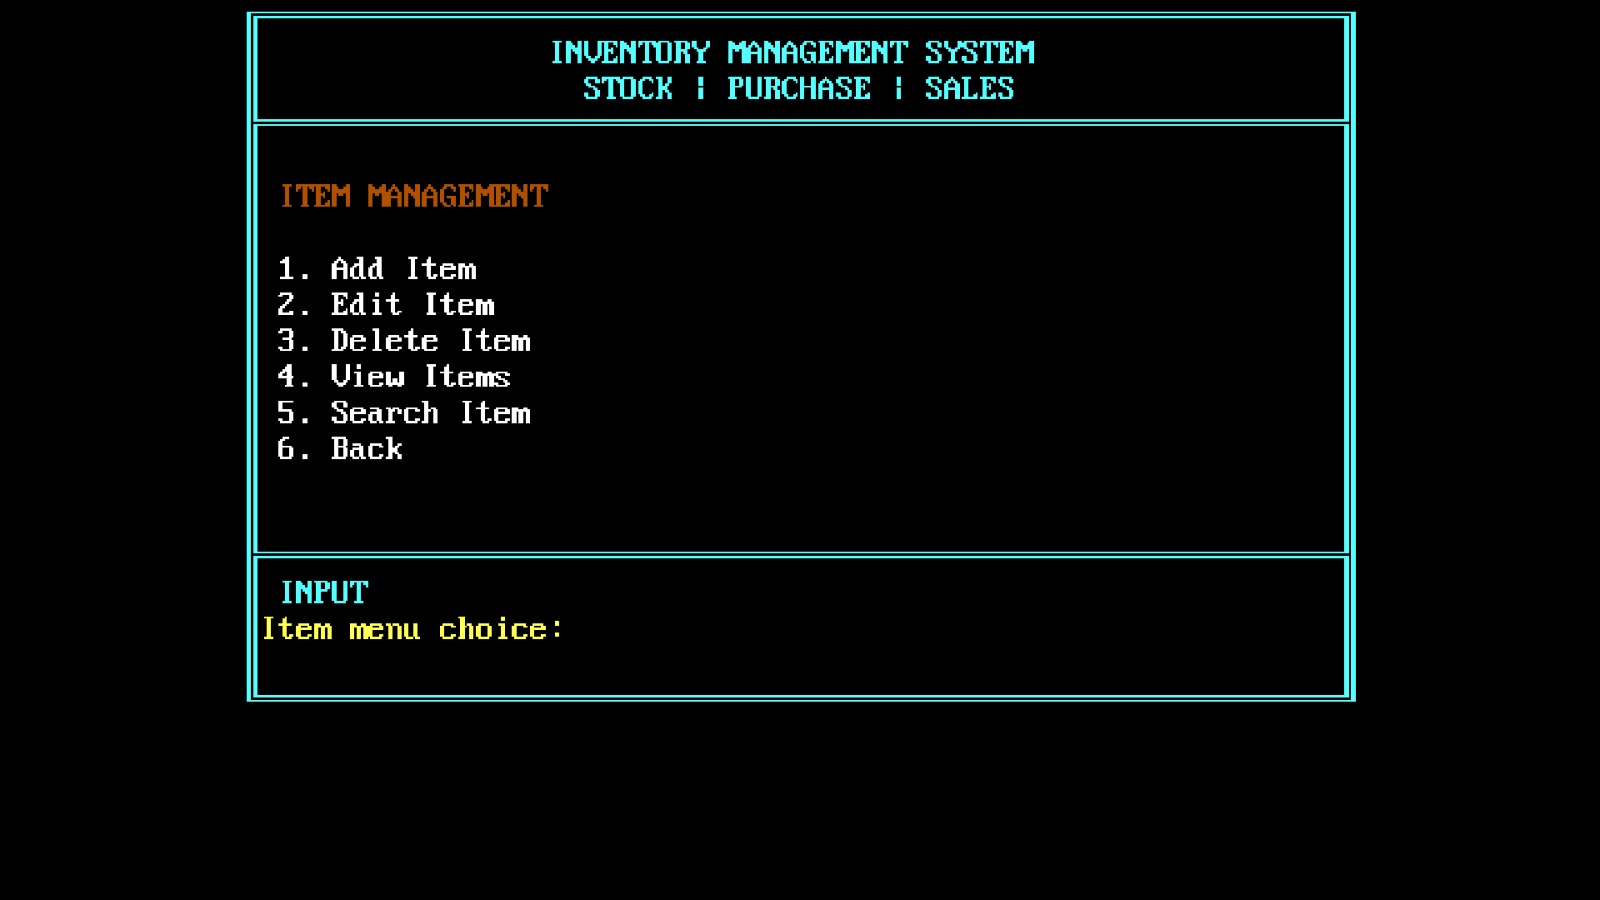 INVENTORY MANAGEMENT SYSTEM
STOCK | PURCHASE | SALES
ITEM MANAGEMENT
1. Add Item
2. Edit Item
3. Delete Item
4. View Items
5. Search Item
6. Back
INPUT
Item menu choice: